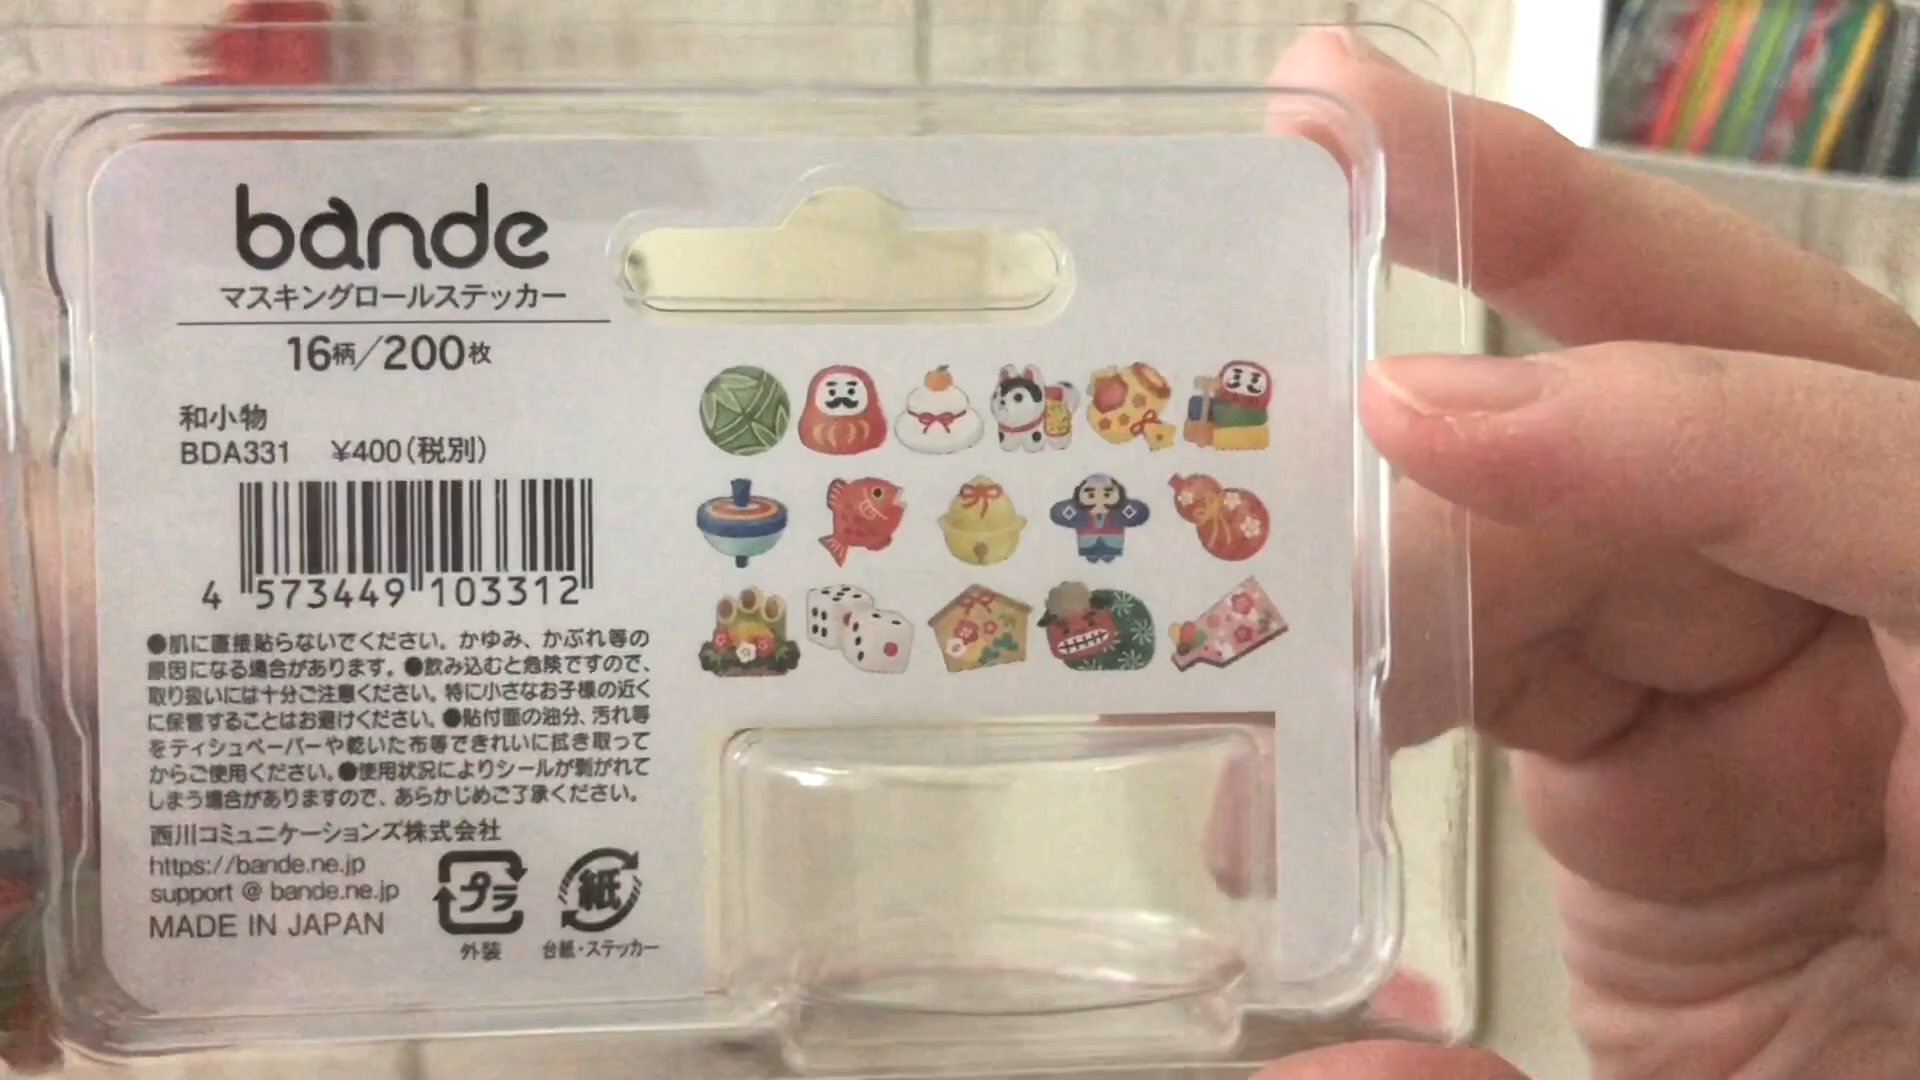 bande
マスキングロールステッカー
16柄/200枚
和小物
BDA331 ¥400(税別)
4 573449 103312
●肌に直接貼らないでください。かゆみ、かぶれ等の
原因になる場合があります。●飲み込むと危険ですので、
取り扱いには十分ご注意ください。特に小さなお子様の近く
に保管することはお避けください。●貼付面の油分、汚れ等
をティシュペーパーや乾いた布等できれいに拭き取って
からご使用ください。●使用状況によりシールが剝がれて
しまう場合がありますので、あらかじめご了承ください。
西川コミュニケーションズ株式会社
https://bande.ne.jp
support @ bande.ne.jp
MADE IN JAPAN
プラ
外装
紙
台紙・ステッカー